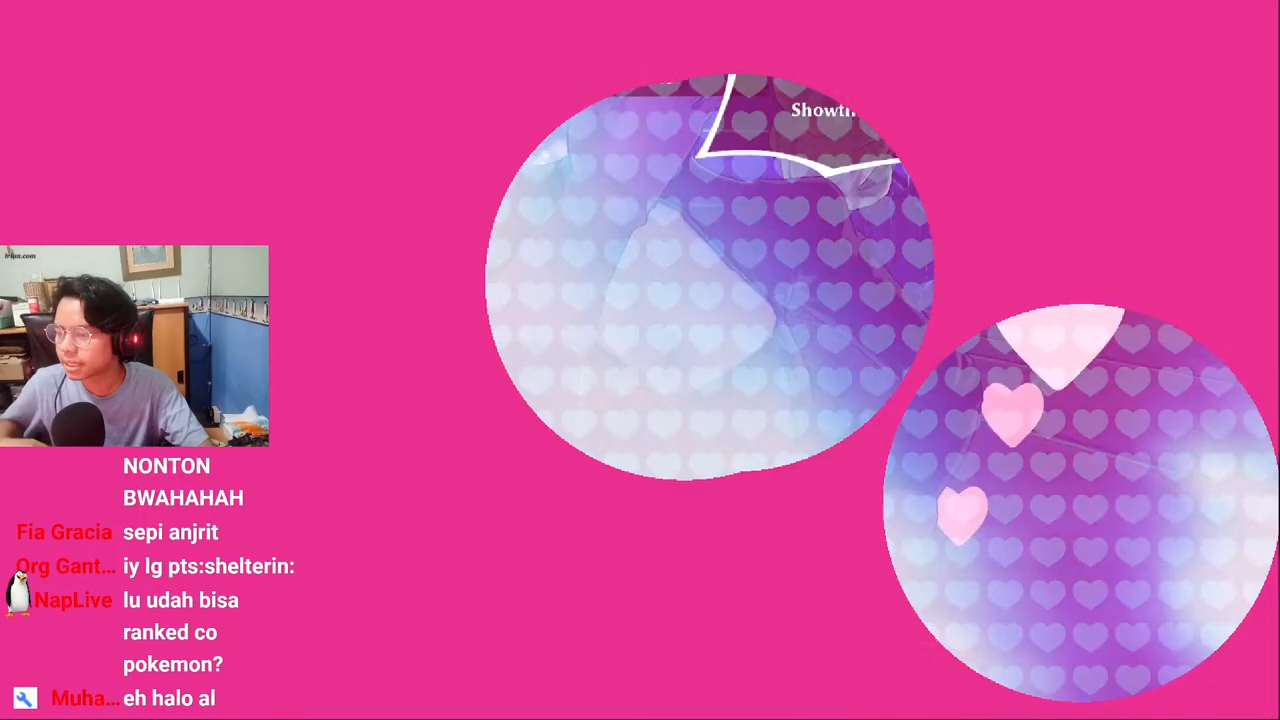 Showti
NONTON
BWAHAHAH
Fia Gracia sepi anjrit
Org Gant... iy lg pts:shelterin:
NapLive lu udah bisa
ranked co
pokemon?
Muha... eh halo al